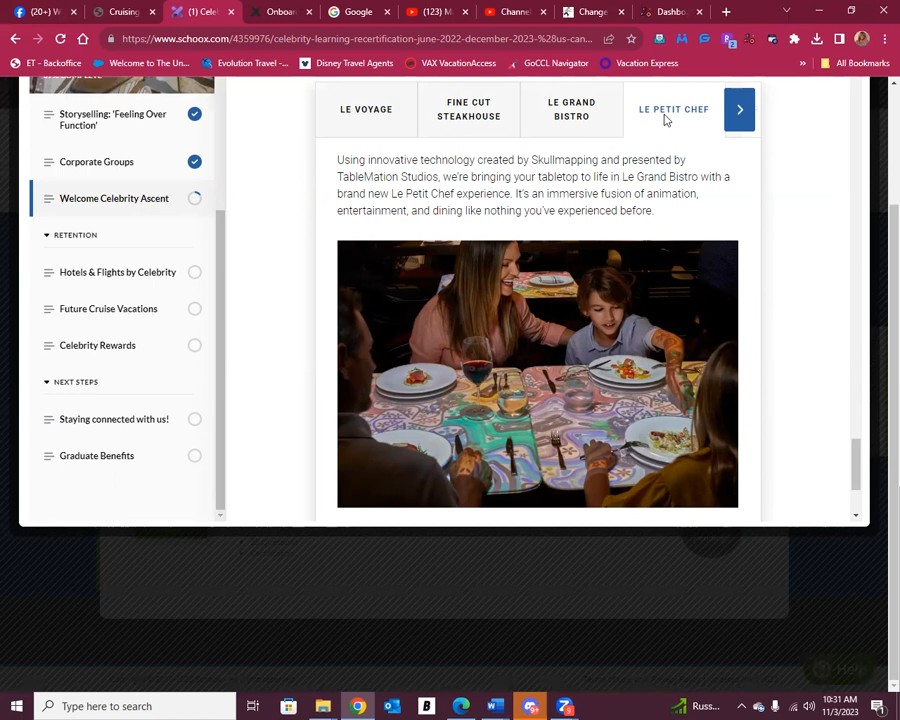 (20+) W
Cruising
(1) Cele
Onboar
Google
(123) M
Channe
Change
Dashbo
https://www.schoox.com/4359976/celebrity-learning-recertification-june-2022-december-2023-%28us-can...
ET - Backoffice
Welcome to The Un...
Evolution Travel -...
Disney Travel Agents
VAX VacationAccess
GoCCL Navigator
Vacation Express
»
All Bookmarks
LE VOYAGE
FINE CUT
STEAKHOUSE
LE GRAND
BISTRO
LE PETIT CHEF
Storyselling: 'Feeling Over
Function'
Corporate Groups
Welcome Celebrity Ascent
RETENTION
Hotels & Flights by Celebrity
Future Cruise Vacations
Celebrity Rewards
NEXT STEPS
Staying connected with us!
Graduate Benefits
Using innovative technology created by Skullmapping and presented by
TableMation Studios, we're bringing your tabletop to life in Le Grand Bistro with a
brand new Le Petit Chef experience. It's an immersive fusion of animation,
entertainment, and dining like nothing you've experienced before.
Help
Type here to search
Russ...
10:31 AM
11/3/2023